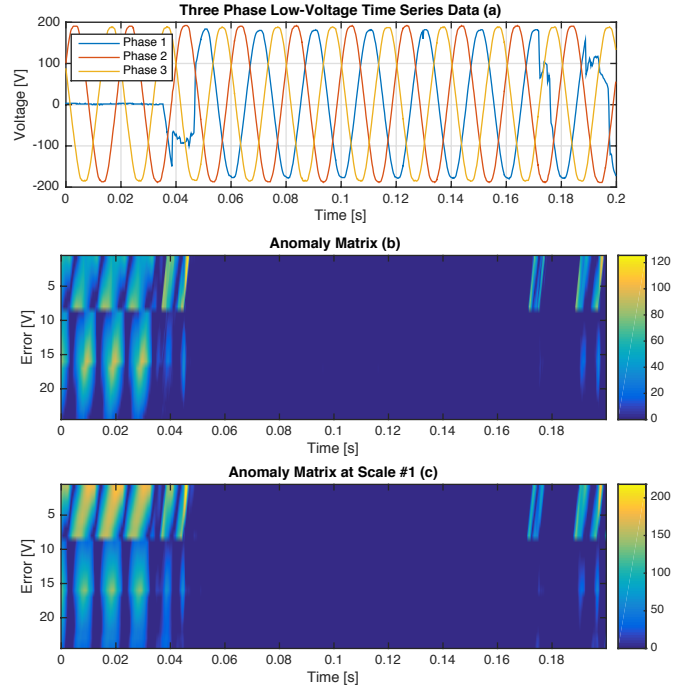 Three Phase Low-Voltage Time Series Data (a)
Voltage [V]
200
100
0
-100
-200
Phase 1
Phase 2
Phase 3
0 0.02 0.04 0.06 0.08 0.1 0.12 0.14 0.16 0.18 0.2
Time [s]
Anomaly Matrix (b)
Error [V]
5
10
15
20
0 0.02 0.04 0.06 0.08 0.1 0.12 0.14 0.16 0.18
Time [s]
120
100
80
60
40
20
0
Anomaly Matrix at Scale #1 (c)
Error [V]
5
10
15
20
0 0.02 0.04 0.06 0.08 0.1 0.12 0.14 0.16 0.18
Time [s]
200
150
100
50
0